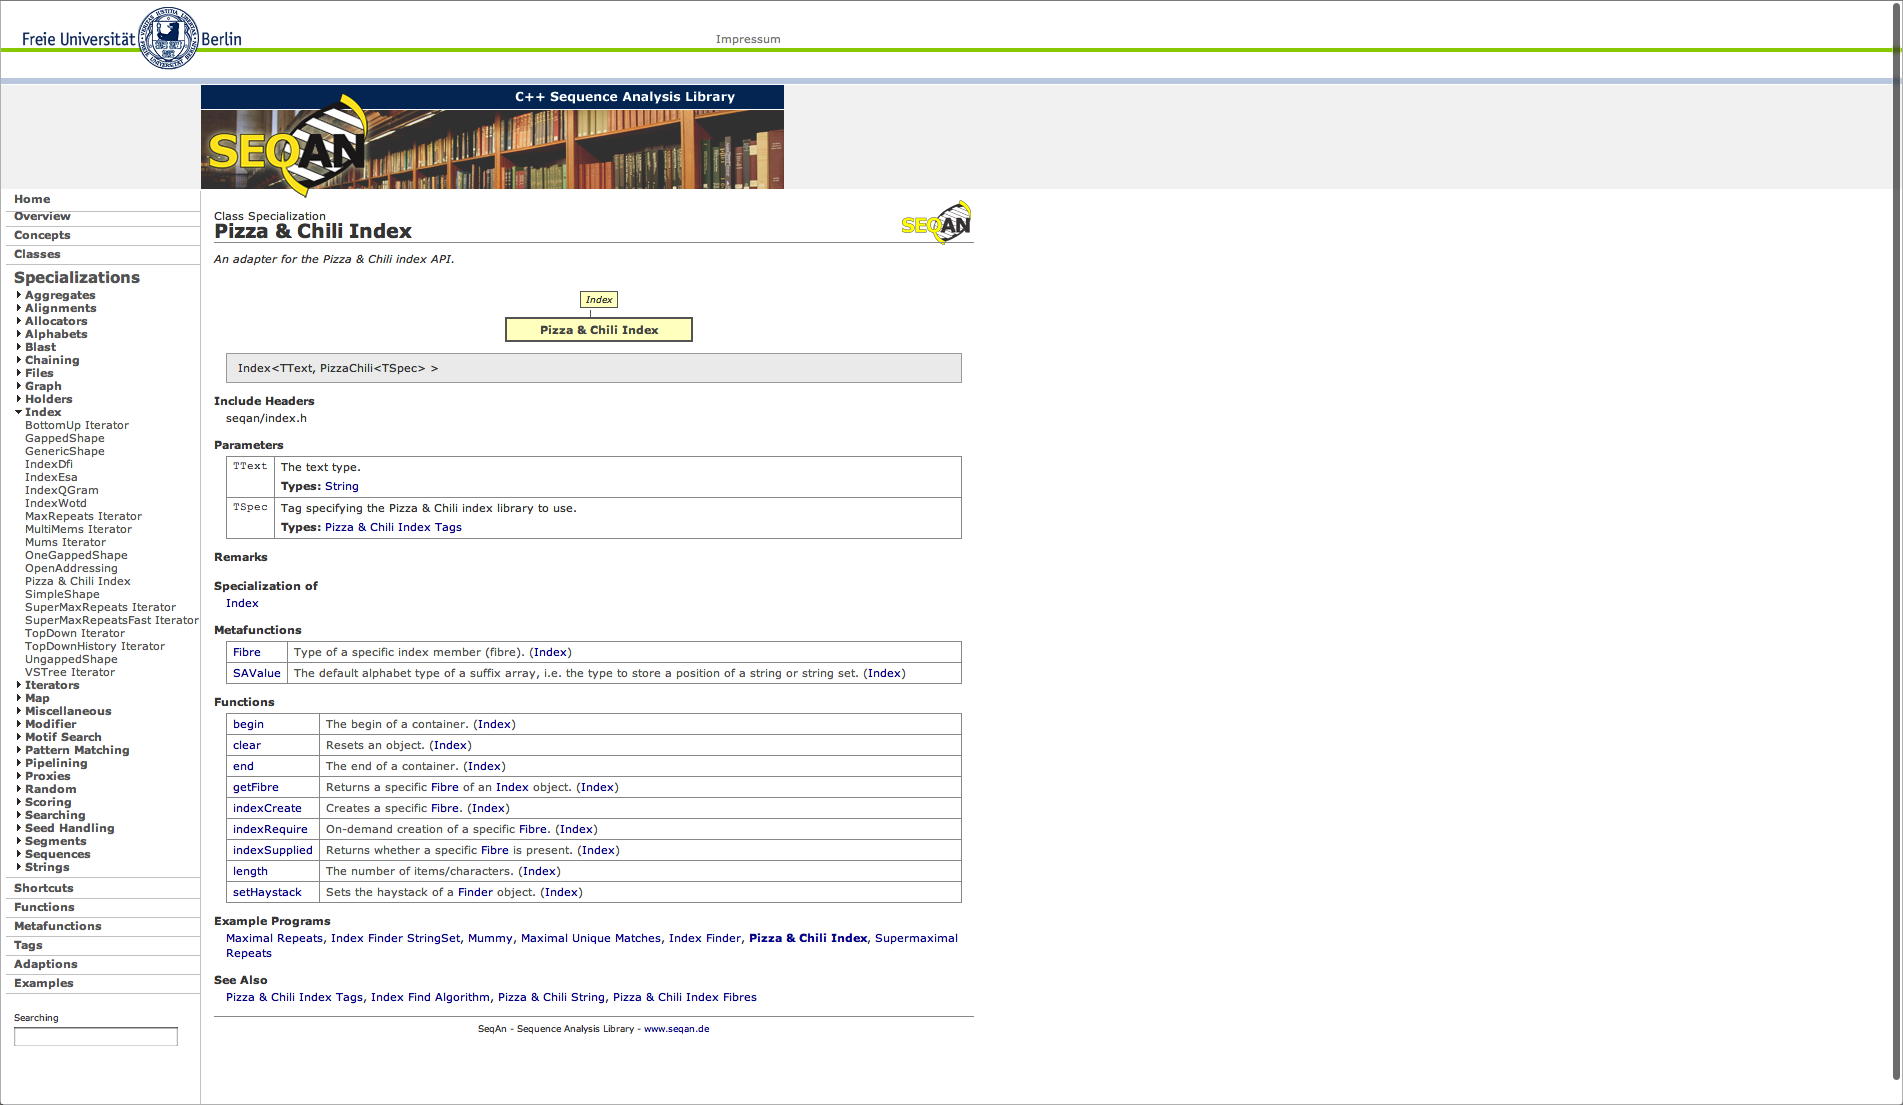 Freie Universität Berlin
Impressum
C++ Sequence Analysis Library
SEQAN
Home
Overview
Concepts
Classes
Specializations
Aggregates
Alignments
Allocators
Alphabets
Blast
Chaining
Files
Graph
Holders
Index
BottomUp Iterator
GappedShape
GenericShape
IndexDfi
IndexEsa
IndexQGram
IndexWotd
MaxRepeats Iterator
MultiMems Iterator
Mums Iterator
OneGappedShape
OpenAddressing
Pizza & Chili Index
SimpleShape
SuperMaxRepeats Iterator
SuperMaxRepeatsFast Iterator
TopDown Iterator
TopDownHistory Iterator
UngappedShape
VSTree Iterator
Iterators
Map
Miscellaneous
Modifier
Motif Search
Pattern Matching
Pipelining
Proxies
Random
Scoring
Searching
Seed Handling
Segments
Sequences
Strings
Shortcuts
Functions
Metafunctions
Tags
Adaptions
Examples
Searching
Class Specialization
Pizza & Chili Index
SEQAN
An adapter for the Pizza & Chili index API.
Index
Pizza & Chili Index
Index<TText, PizzaChili<TSpec> >
Include Headers
seqan/index.h
Parameters
TText The text type.
Types: String
TSpec Tag specifying the Pizza & Chili index library to use.
Types: Pizza & Chili Index Tags
Remarks
Specialization of
Index
Metafunctions
Fibre Type of a specific index member (fibre). (Index)
SAValue The default alphabet type of a suffix array, i.e. the type to store a position of a string or string set. (Index)
Functions
begin The begin of a container. (Index)
clear Resets an object. (Index)
end The end of a container. (Index)
getFibre Returns a specific Fibre of an Index object. (Index)
indexCreate Creates a specific Fibre. (Index)
indexRequire On-demand creation of a specific Fibre. (Index)
indexSupplied Returns whether a specific Fibre is present. (Index)
length The number of items/characters. (Index)
setHaystack Sets the haystack of a Finder object. (Index)
Example Programs
Maximal Repeats, Index Finder StringSet, Mummy, Maximal Unique Matches, Index Finder, Pizza & Chili Index, Supermaximal
Repeats
See Also
Pizza & Chili Index Tags, Index Find Algorithm, Pizza & Chili String, Pizza & Chili Index Fibres
SeqAn - Sequence Analysis Library - www.seqan.de